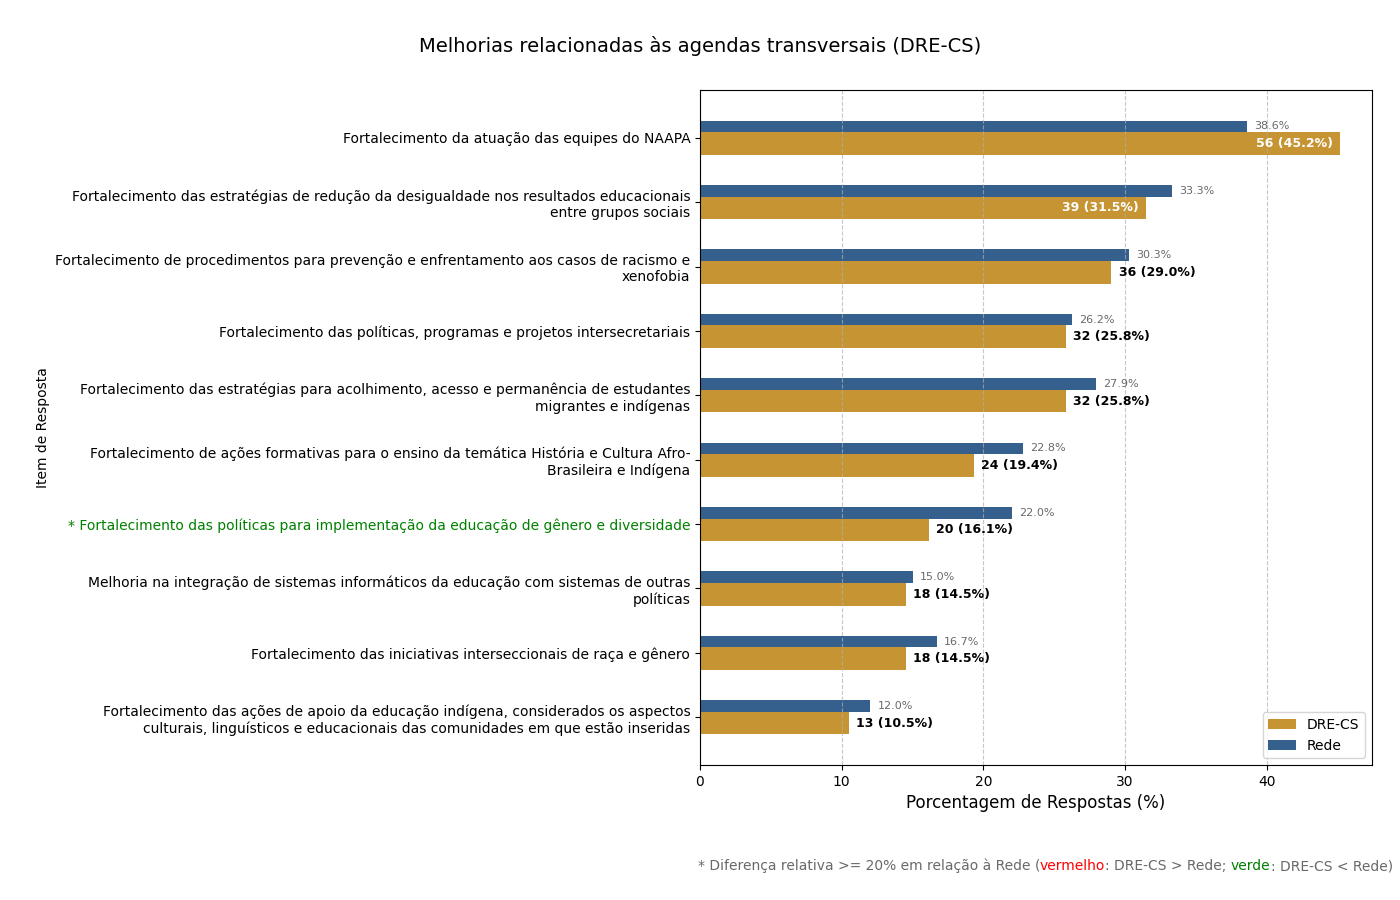 Melhorias relacionadas às agendas transversais (DRE-CS)
Item de Resposta
Fortalecimento da atuação das equipes do NAAPA
38.6%
56 (45.2%)
Fortalecimento das estratégias de redução da desigualdade nos resultados educacionais
entre grupos sociais
33.3%
39 (31.5%)
Fortalecimento de procedimentos para prevenção e enfrentamento aos casos de racismo e
xenofobia
30.3%
36 (29.0%)
Fortalecimento das políticas, programas e projetos intersecretariais
26.2%
32 (25.8%)
Fortalecimento das estratégias para acolhimento, acesso e permanência de estudantes
migrantes e indígenas
27.9%
32 (25.8%)
Fortalecimento de ações formativas para o ensino da temática História e Cultura Afro-
Brasileira e Indígena
22.8%
24 (19.4%)
* Fortalecimento das políticas para implementação da educação de gênero e diversidade
22.0%
20 (16.1%)
Melhoria na integração de sistemas informáticos da educação com sistemas de outras
políticas
15.0%
18 (14.5%)
Fortalecimento das iniciativas interseccionais de raça e gênero
16.7%
18 (14.5%)
Fortalecimento das ações de apoio da educação indígena, considerados os aspectos
culturais, linguísticos e educacionais das comunidades em que estão inseridas
12.0%
13 (10.5%)
DRE-CS
Rede
0 10 20 30 40
Porcentagem de Respostas (%)
* Diferença relativa >= 20% em relação à Rede (vermelho: DRE-CS > Rede; verde: DRE-CS < Rede)